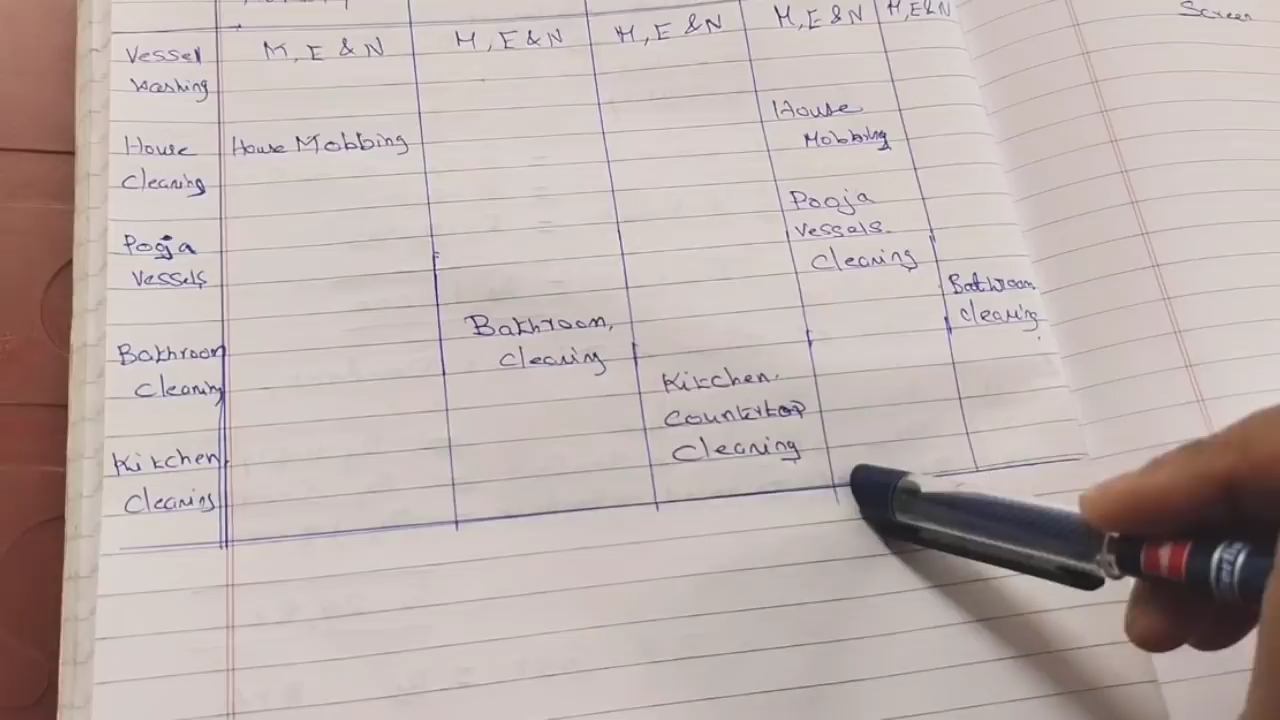 Screen
Vessel
Washing
M, E & N
M, E & N
M, E & N
M, E & N
M, E & N
House
Cleaning
House Mobbing
House
Mobbing
Pooja
Vessels
Pooja
Vessels
Cleaning
Bathroom
Cleaning
Bathroom
Cleaning
Bathroom
Cleaning
Kitchen
Cleaning
Kitchen
Countertop
Cleaning